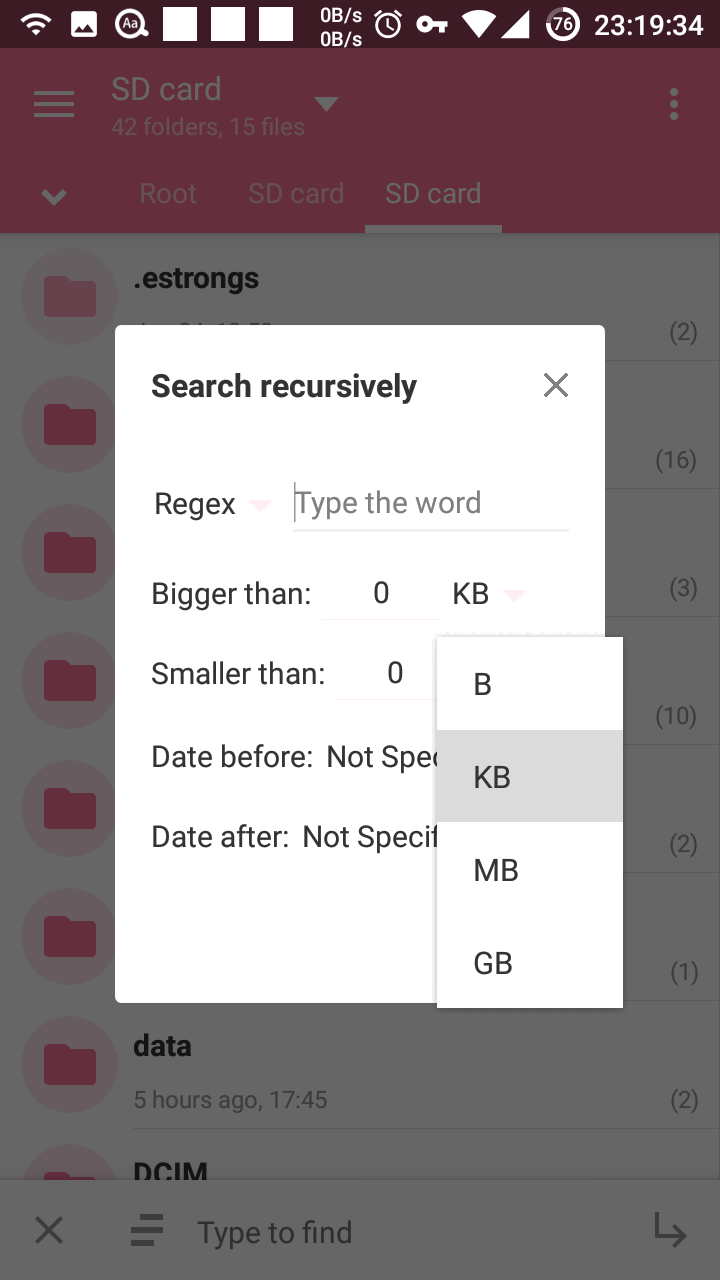 0B/s
0B/s
Aa
76
23:19:34
SD card
42 folders, 15 files
Root SD card SD card
.estrongs
(2)
Search recursively
(16)
Regex Type the word
Bigger than: 0 KB
(3)
Smaller than: 0
B
(10)
Date before: Not Spec
KB
Date after: Not Specif
(2)
MB
GB
(1)
data
5 hours ago, 17:45
(2)
DCIM
Type to find